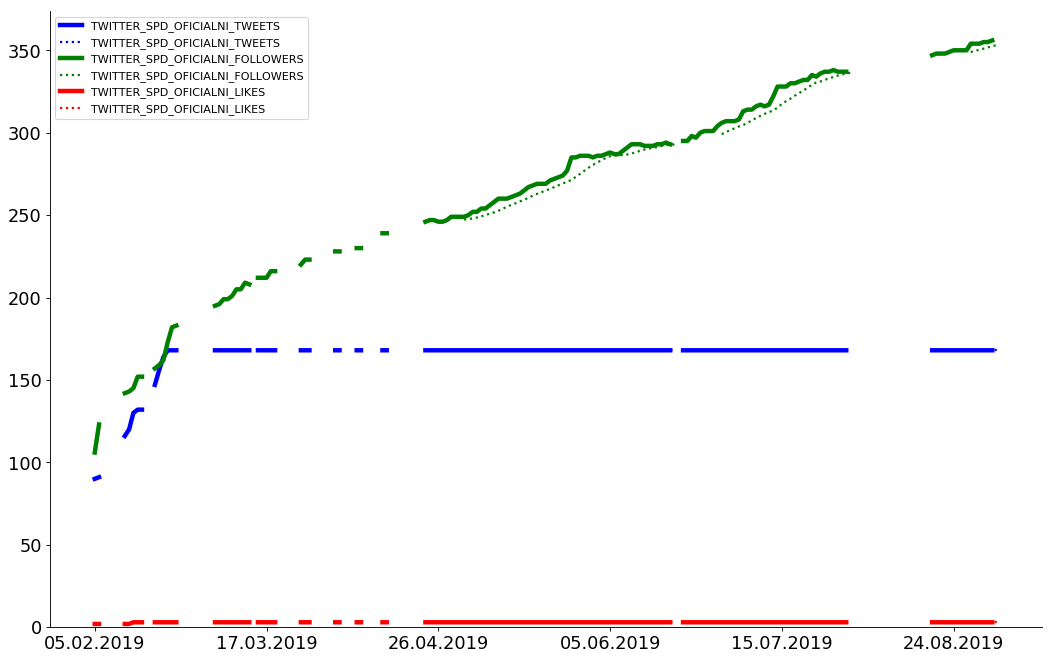 TWITTER_SPD_OFICIALNI_TWEETS
TWITTER_SPD_OFICIALNI_TWEETS
TWITTER_SPD_OFICIALNI_FOLLOWERS
TWITTER_SPD_OFICIALNI_FOLLOWERS
TWITTER_SPD_OFICIALNI_LIKES
TWITTER_SPD_OFICIALNI_LIKES
350
300
250
200
150
100
50
0
05.02.2019 17.03.2019 26.04.2019 05.06.2019 15.07.2019 24.08.2019